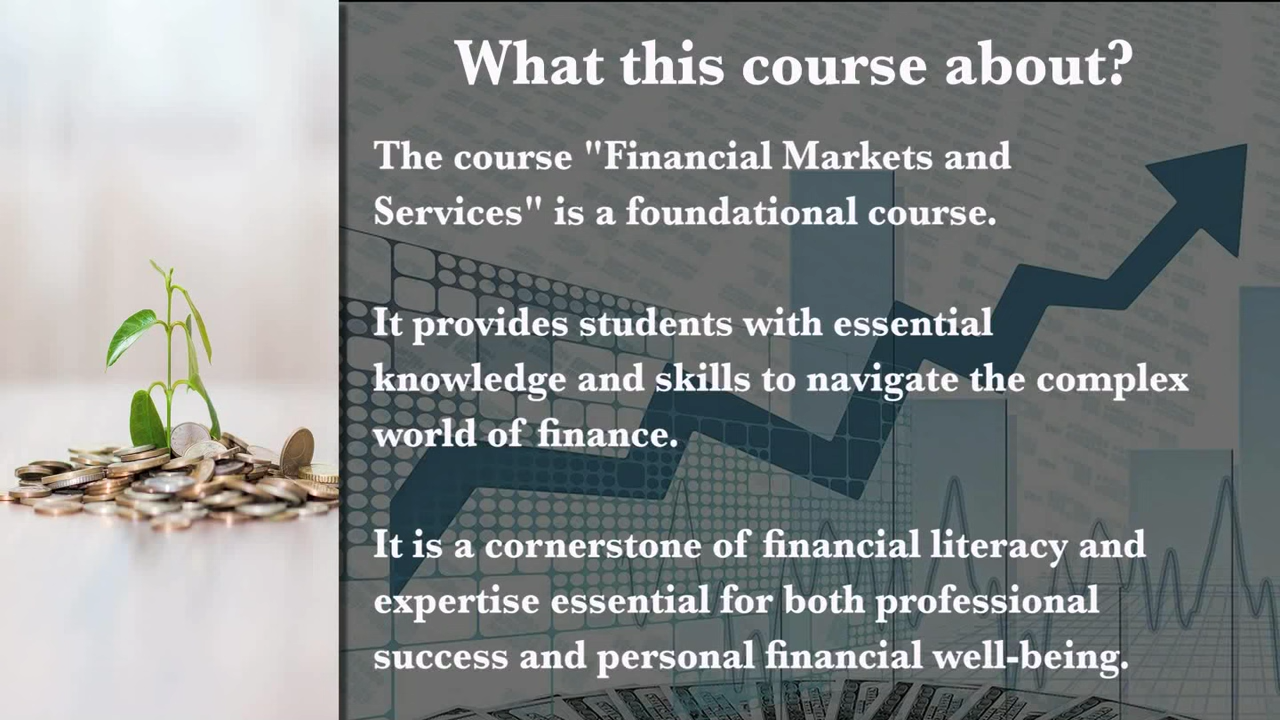 What this course about?
The course "Financial Markets and
Services" is a foundational course.
It provides students with essential
knowledge and skills to navigate the complex
world of finance.
It is a cornerstone of financial literacy and
expertise essential for both professional
success and personal financial well-being.